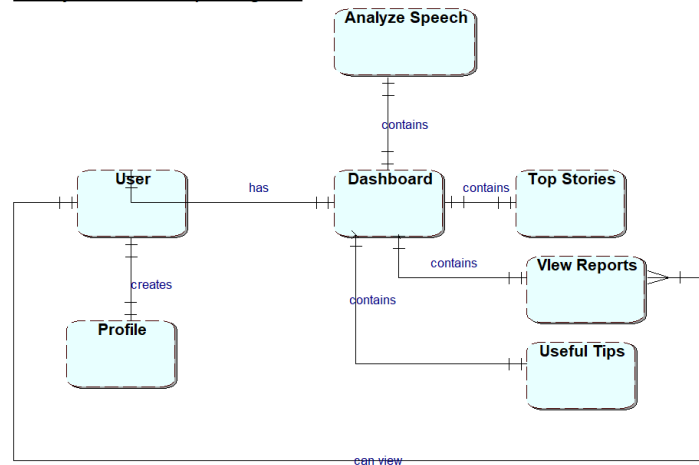 Analyze Speech
contains
User
has
Dashboard
contains
Top Stories
contains
VIew Reports
creates
contains
Profile
Useful Tips
can view